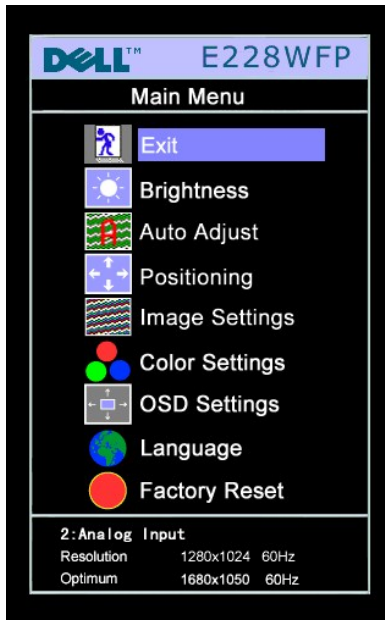 DELL™ E228WFP
Main Menu
Exit
Brightness
Auto Adjust
Positioning
Image Settings
Color Settings
OSD Settings
Language
Factory Reset
2:Analog Input
Resolution 1280x1024 60Hz
Optimum 1680x1050 60Hz